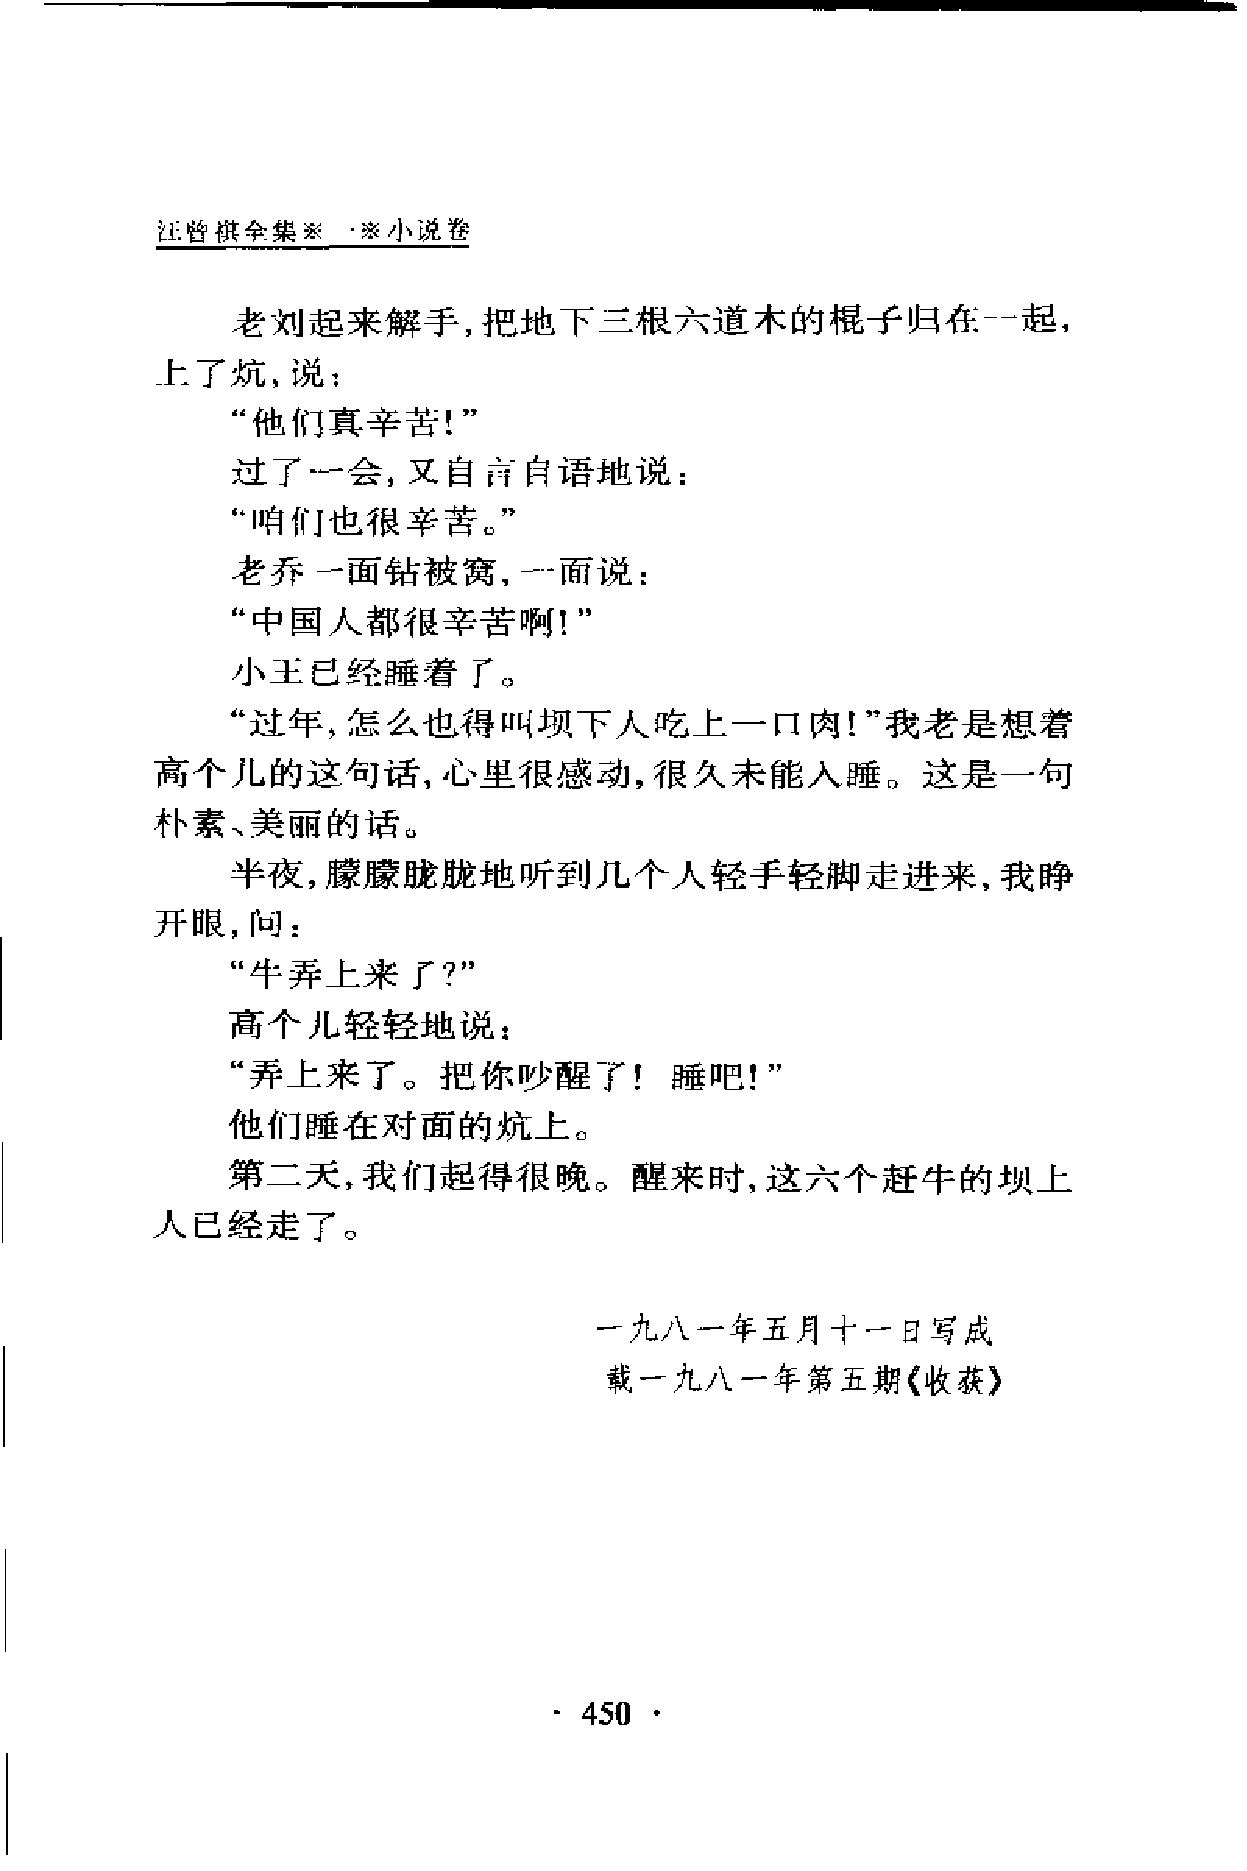 汪曾祺全集※一※小说卷
老刘起来解手,把地下三根六道木的棍子归在一起,
上了炕,说:
“他们真辛苦!”
过了一会,又自言自语地说:
“咱们也很辛苦。”
老乔一面钻被窝,一面说:
“中国人都很辛苦啊!”
小王已经睡着了。
“过年,怎么也得叫坝下人吃上一口肉!”我老是想着
高个儿的这句话,心里很感动,很久未能入睡。这是一句
朴素、美丽的话。
半夜,朦朦胧胧地听到几个人轻手轻脚走进来,我睁
开眼,问:
“牛弄上来了?”
高个儿轻轻地说:
“弄上来了。把你吵醒了!睡吧!”
他们睡在对面的炕上。
第二天,我们起得很晚。醒来时,这六个赶牛的坝上
人已经走了。
一九八一年五月十一日写成
载一九八一年第五期《收获》
· 450 ·